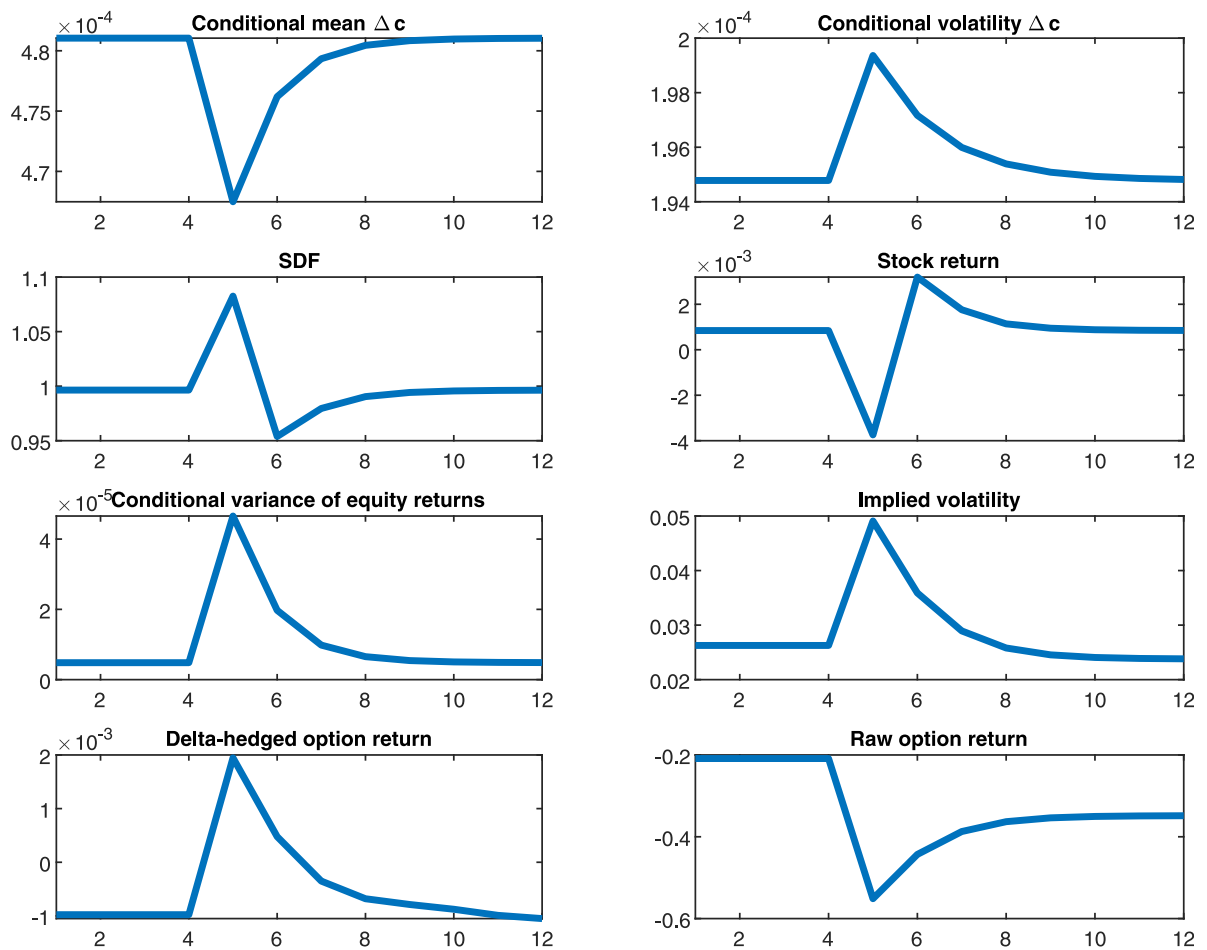 × 10⁻⁴ Conditional mean Δ c
4.8
4.75
4.7
2 4 6 8 10 12
× 10⁻⁴ Conditional volatility Δ c
2
1.98
1.96
1.94
2 4 6 8 10 12
SDF
1.1
1.05
1
0.95
2 4 6 8 10 12
× 10⁻³ Stock return
2
0
-2
-4
2 4 6 8 10 12
× 10⁻⁵ Conditional variance of equity returns
4
2
0
2 4 6 8 10 12
Implied volatility
0.05
0.04
0.03
0.02
2 4 6 8 10 12
× 10⁻³ Delta-hedged option return
2
1
0
-1
2 4 6 8 10 12
Raw option return
-0.2
-0.4
-0.6
2 4 6 8 10 12